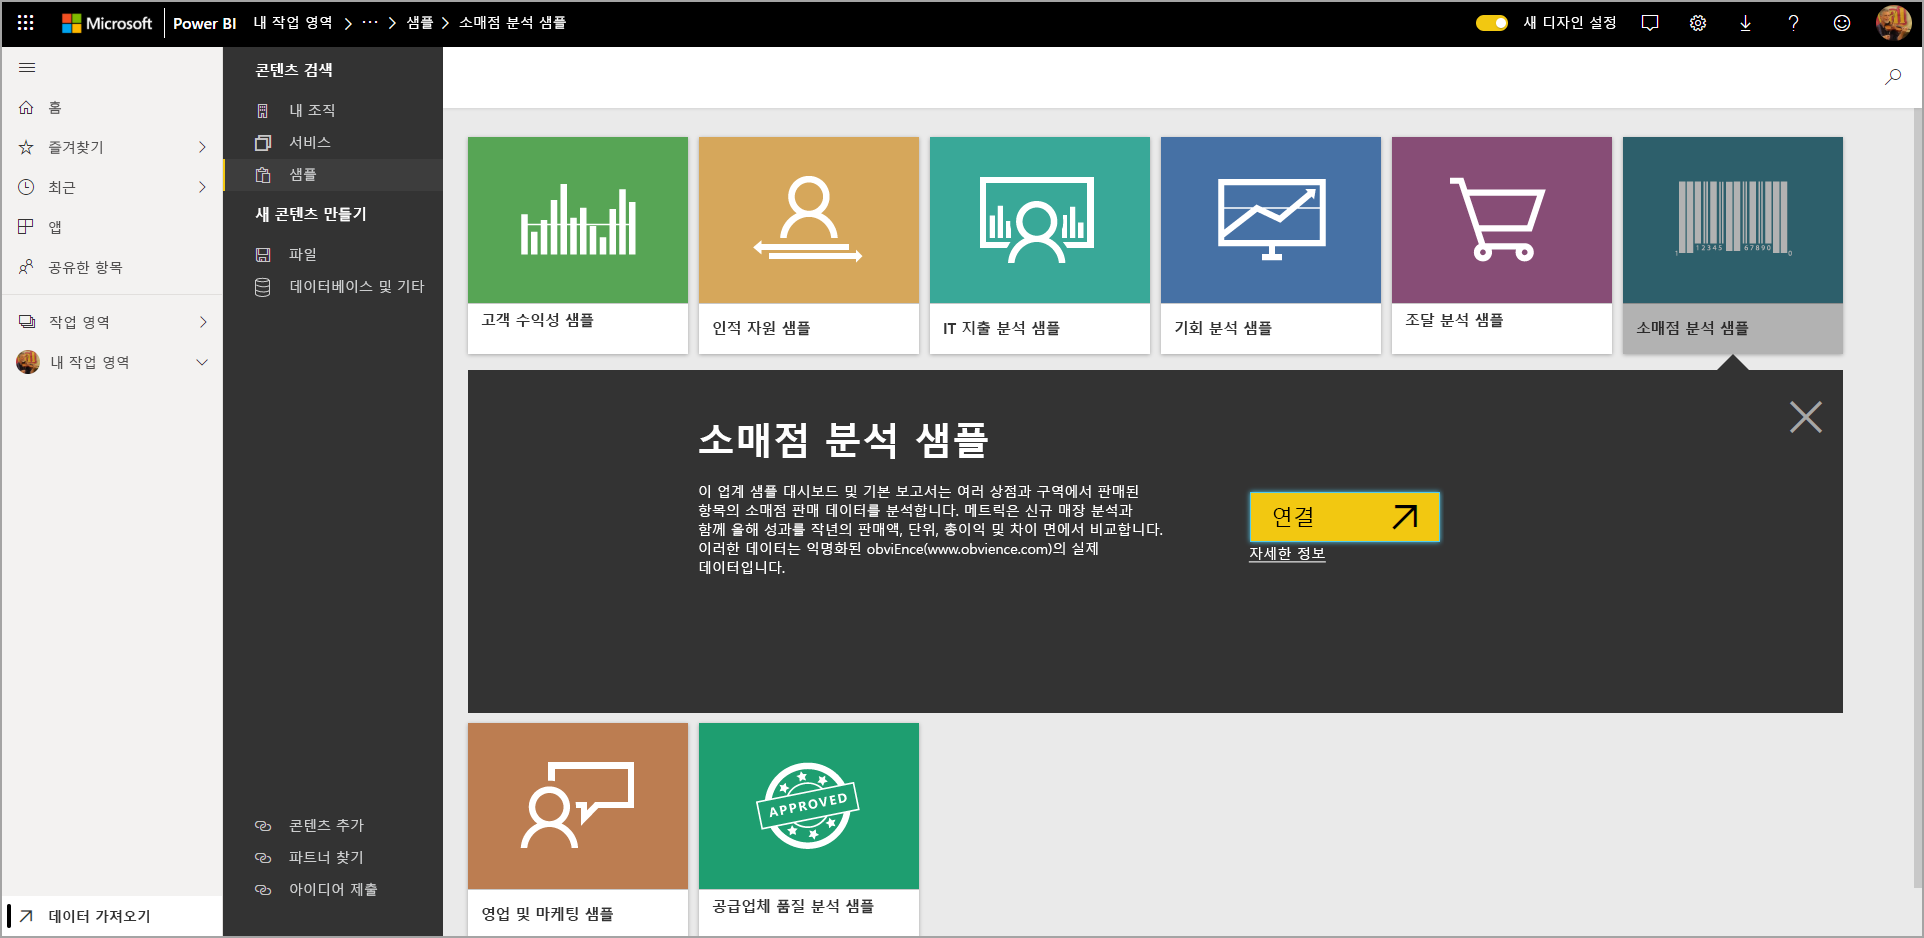 Microsoft Power BI 내 작업 영역 > ··· > 샘플 > 소매점 분석 샘플 새 디자인 설정 ?
홈
즐겨찾기
최근
앱
공유한 항목
작업 영역
내 작업 영역
데이터 가져오기
콘텐츠 검색
내 조직
서비스
샘플
새 콘텐츠 만들기
파일
데이터베이스 및 기타
콘텐츠 추가
파트너 찾기
아이디어 제출
고객 수익성 샘플
인적 자원 샘플
IT 지출 분석 샘플
기회 분석 샘플
조달 분석 샘플
1 12345 67890 0
소매점 분석 샘플
소매점 분석 샘플
이 업계 샘플 대시보드 및 기본 보고서는 여러 상점과 구역에서 판매된
항목의 소매점 판매 데이터를 분석합니다. 메트릭은 신규 매장 분석과
함께 올해 성과를 작년의 판매액, 단위, 총이익 및 차이 면에서 비교합니다.
이러한 데이터는 익명화된 obviEnce(www.obvience.com)의 실제
데이터입니다.
연결
자세한 정보
영업 및 마케팅 샘플
APPROVED
공급업체 품질 분석 샘플